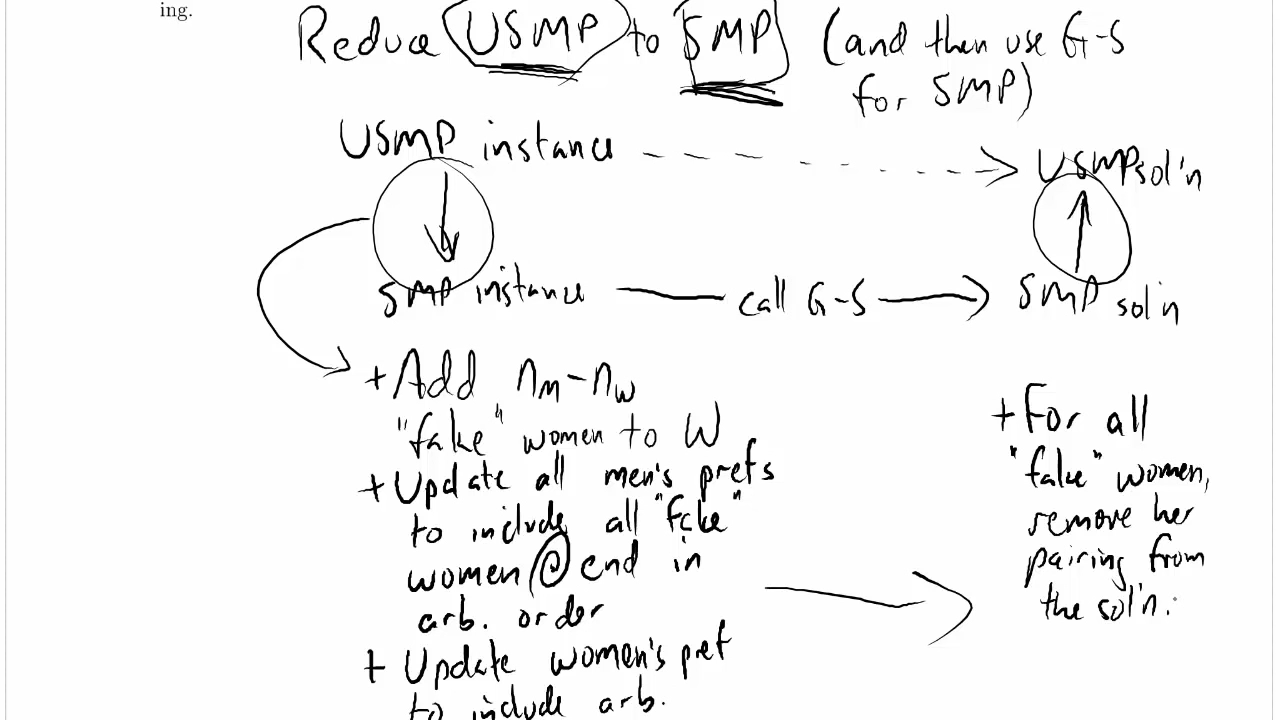 ing.
Reduce USMP to SMP (and then use G-S
for SMP)
USMP instance
USMP sol'n
SMP instance
call G-S
SMP sol'n
+ Add nm-nw
"fake" women to W
+ Update all men's prefs
to include all "fake"
women @ end in
arb. order
+ Update women's pref
to include arb.
+ For all
"fake" women,
remove her
pairing from
the sol'n.